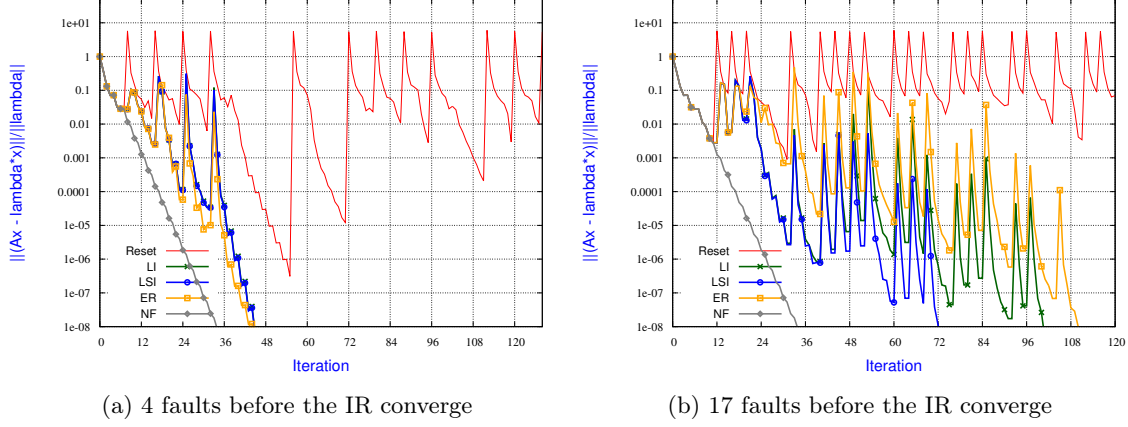 ||(Ax - lambda*x)||/||lambda||
1e+01
1
0.1
0.01
0.001
0.0001
1e-05
1e-06
1e-07
1e-08
Reset
LI
LSI
ER
NF
0 12 24 36 48 60 72 84 96 108 120
Iteration
(a) 4 faults before the IR converge
||(Ax - lambda*x)||/||lambda||
1e+01
1
0.1
0.01
0.001
0.0001
1e-05
1e-06
1e-07
1e-08
Reset
LI
LSI
ER
NF
0 12 24 36 48 60 72 84 96 108 120
Iteration
(b) 17 faults before the IR converge